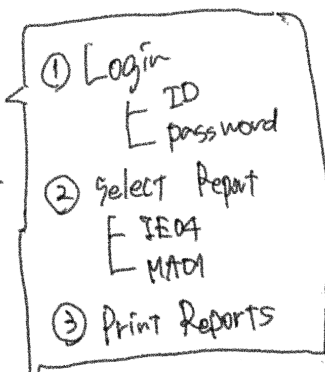 ① Login
ID
password
② Select Report
IE04
MA01
③ Print Reports